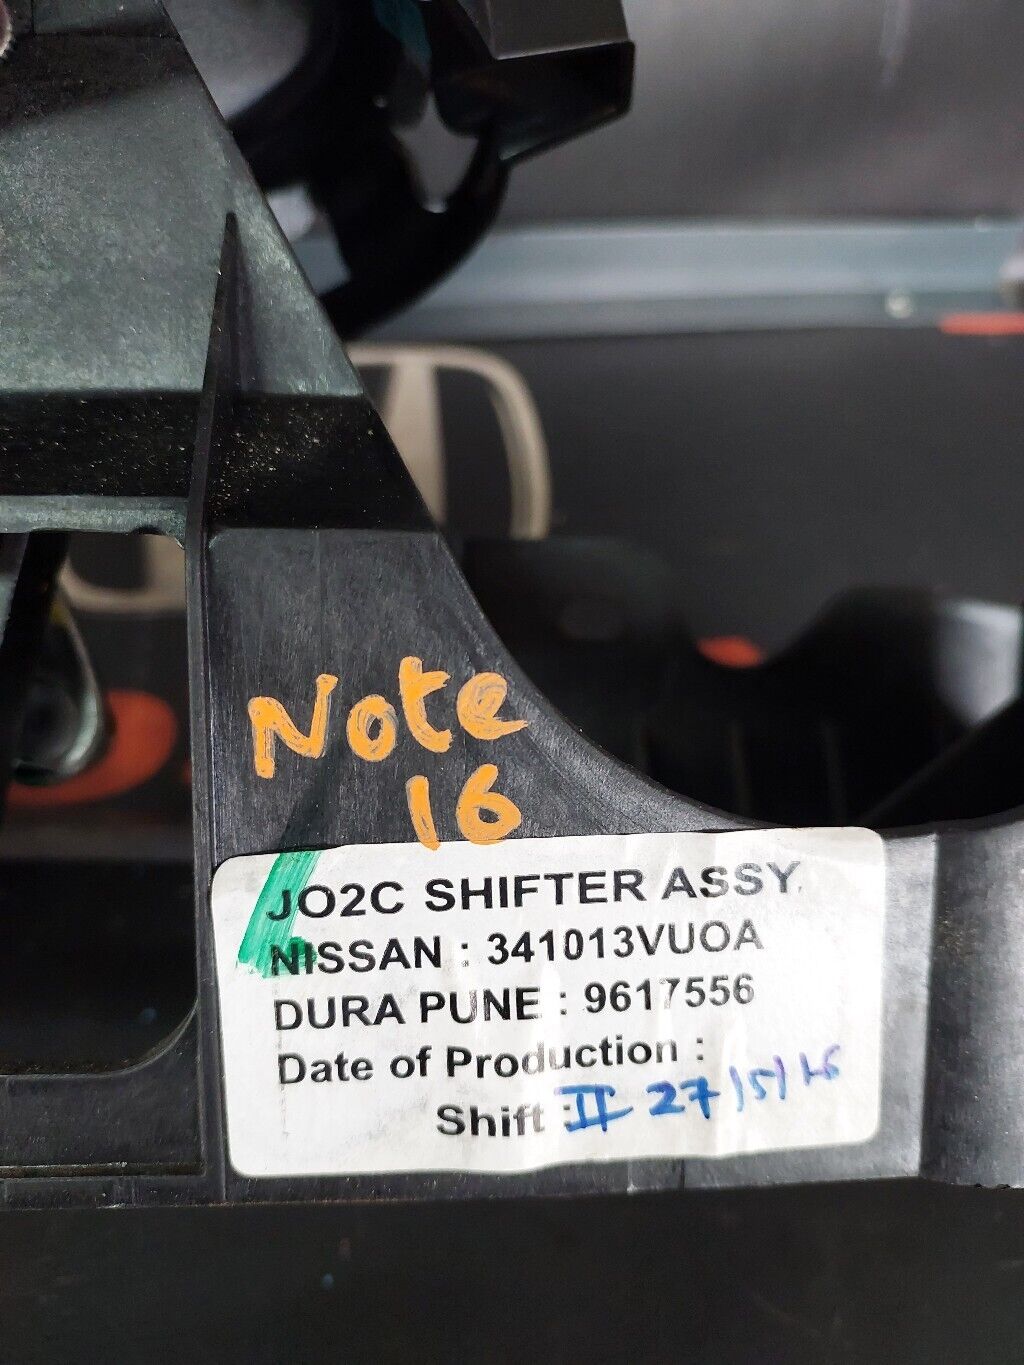 Note
16
JO2C SHIFTER ASSY.
NISSAN : 341013VUOA
DURA PUNE : 9617556
Date of Production :
Shift : II 27/5/16